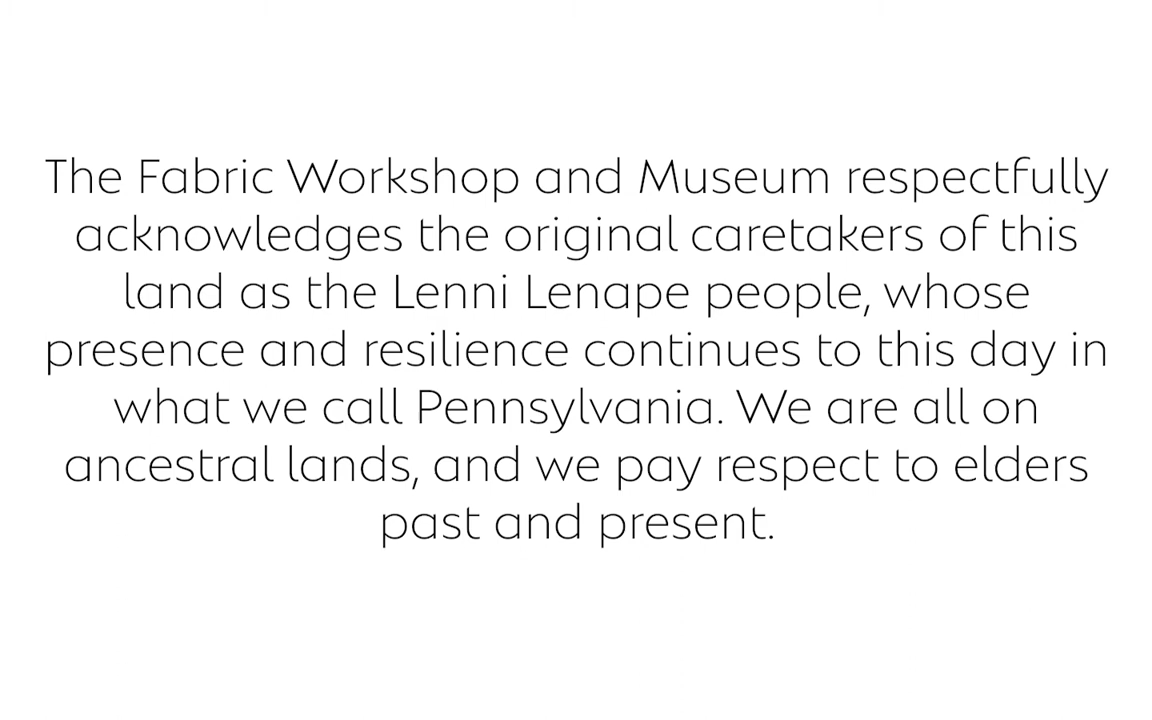 The Fabric Workshop and Museum respectfully
acknowledges the original caretakers of this
land as the Lenni Lenape people, whose
presence and resilience continues to this day in
what we call Pennsylvania. We are all on
ancestral lands, and we pay respect to elders
past and present.